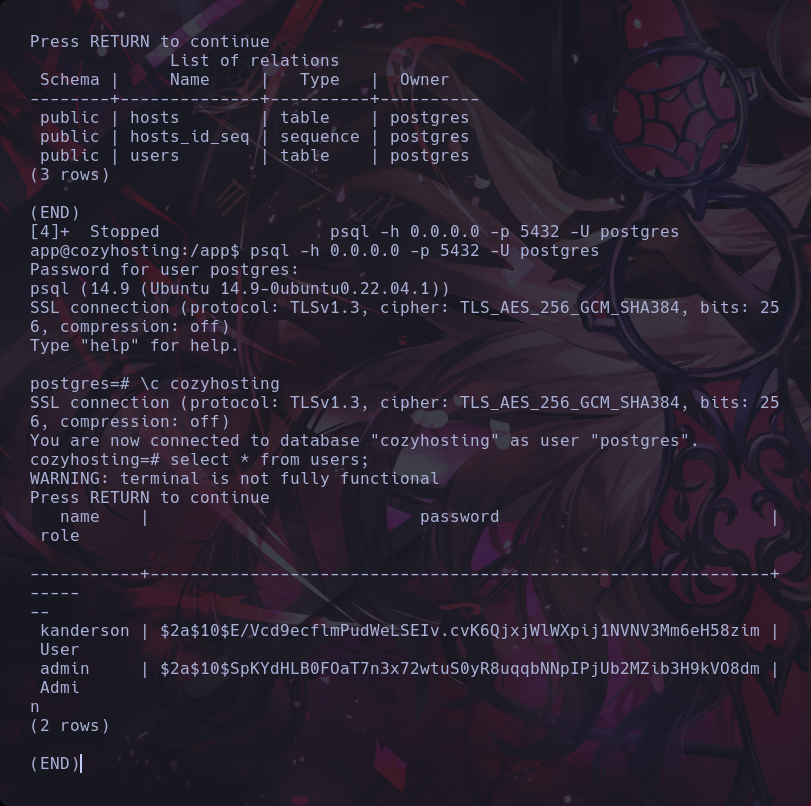 Press RETURN to continue
              List of relations
 Schema |     Name     |   Type   |  Owner
--------+--------------+----------+----------
 public | hosts        | table    | postgres
 public | hosts_id_seq | sequence | postgres
 public | users        | table    | postgres
(3 rows)

(END)
[4]+  Stopped                 psql -h 0.0.0.0 -p 5432 -U postgres
app@cozyhosting:/app$ psql -h 0.0.0.0 -p 5432 -U postgres
Password for user postgres:
psql (14.9 (Ubuntu 14.9-0ubuntu0.22.04.1))
SSL connection (protocol: TLSv1.3, cipher: TLS_AES_256_GCM_SHA384, bits: 25
6, compression: off)
Type "help" for help.

postgres=# \c cozyhosting
SSL connection (protocol: TLSv1.3, cipher: TLS_AES_256_GCM_SHA384, bits: 25
6, compression: off)
You are now connected to database "cozyhosting" as user "postgres".
cozyhosting=# select * from users;
WARNING: terminal is not fully functional
Press RETURN to continue
   name    |                           password                           |
 role
-----------+--------------------------------------------------------------+
-----
--
 kanderson | $2a$10$E/Vcd9ecflmPudWeLSEIv.cvK6QjxjWlWXpij1NVNV3Mm6eH58zim |
 User
 admin     | $2a$10$SpKYdHLB0FOaT7n3x72wtuS0yR8uqqbNNpIPjUb2MZib3H9kVO8dm |
 Admi
n
(2 rows)

(END)